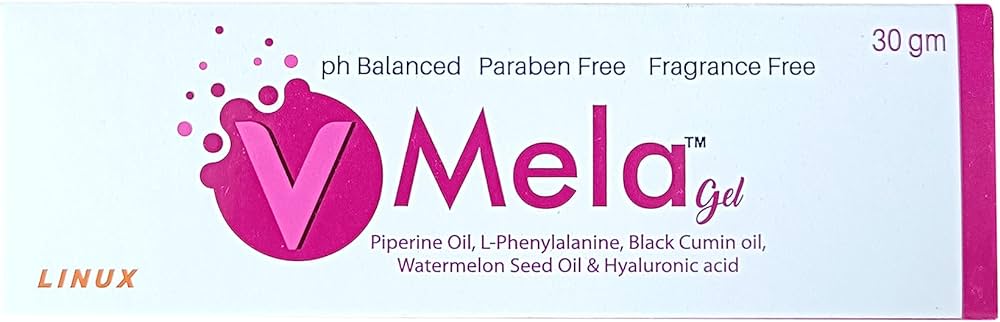 30 gm
ph Balanced Paraben Free Fragrance Free
V Mela™ Gel
Piperine Oil, L-Phenylalanine, Black Cumin oil,
Watermelon Seed Oil & Hyaluronic acid
LINUX